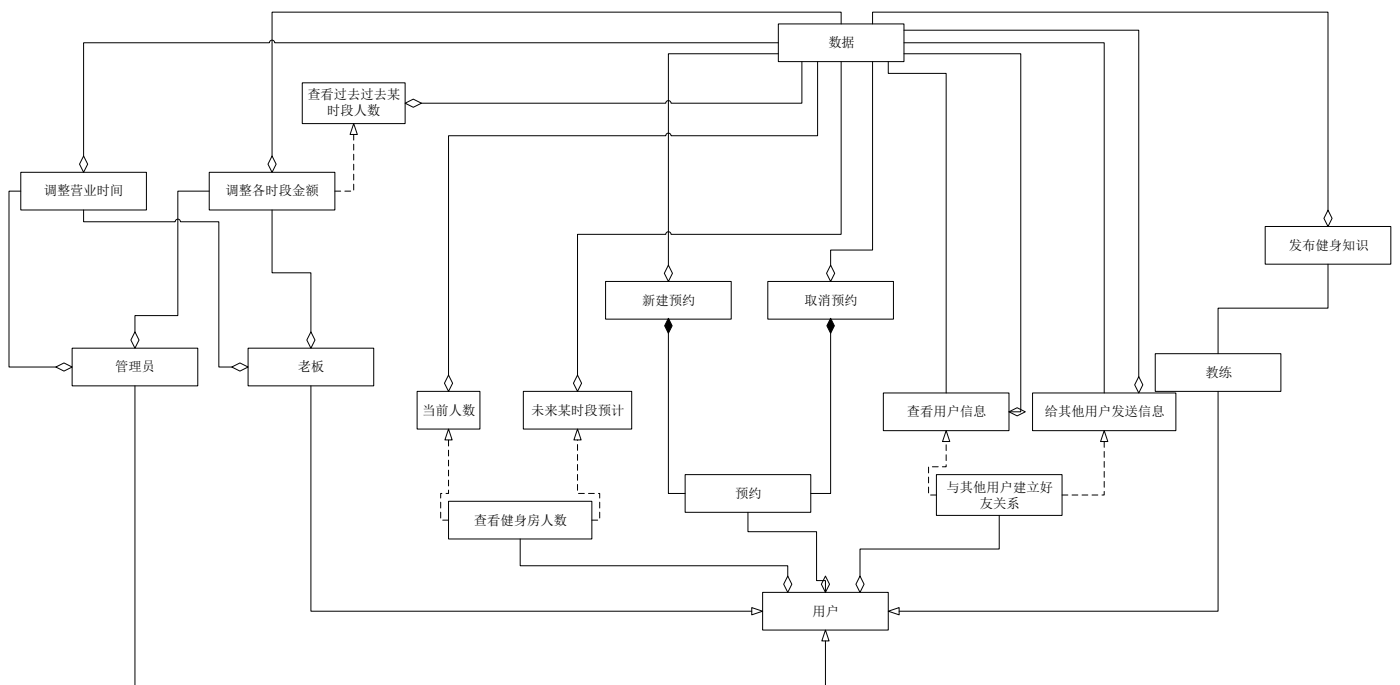 数据
查看过去过去某
时段人数
调整营业时间
调整各时段金额
发布健身知识
新建预约
取消预约
管理员
老板
教练
当前人数
未来某时段预计
查看用户信息
给其他用户发送信息
预约
与其他用户建立好
友关系
查看健身房人数
用户